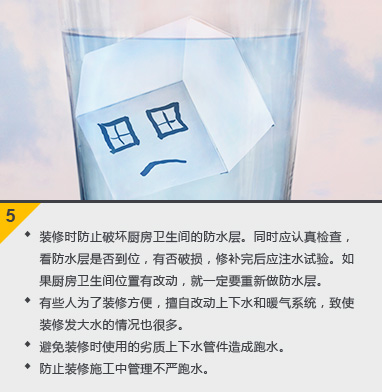 5
装修时防止破坏厨房卫生间的防水层。同时应认真检查，
看防水层是否到位，有否破损，修补完后应注水试验。如
果厨房卫生间位置有改动，就一定要重新做防水层。
有些人为了装修方便，擅自改动上下水和暖气系统，致使
装修发大水的情况也很多。
避免装修时使用的劣质上下水管件造成跑水。
防止装修施工中管理不严跑水。